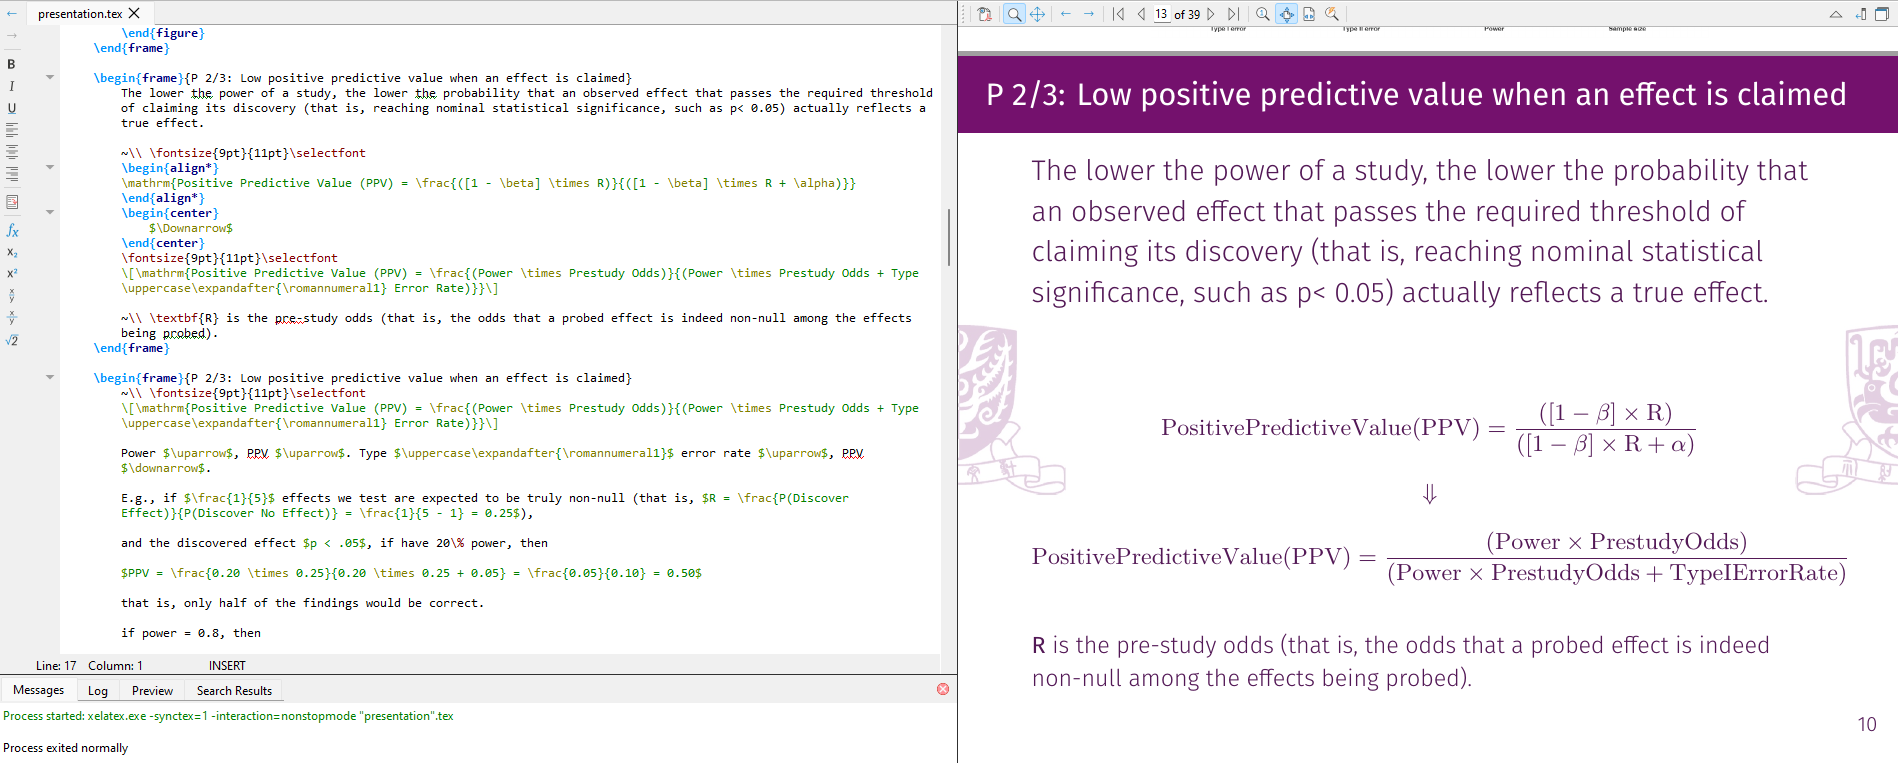 presentation.tex
\end{figure}
\end{frame}
\begin{frame}{P 2/3: Low positive predictive value when an effect is claimed}
The lower the power of a study, the lower the probability that an observed effect that passes the required threshold
of claiming its discovery (that is, reaching nominal statistical significance, such as p< 0.05) actually reflects a
true effect.
~\\ \fontsize{9pt}{11pt}\selectfont
\begin{align*}
\mathrm{Positive Predictive Value (PPV) = \frac{([1 - \beta] \times R)}{([1 - \beta] \times R + \alpha)}}
\end{align*}
\begin{center}
$\Downarrow$
\end{center}
\fontsize{9pt}{11pt}\selectfont
\[\mathrm{Positive Predictive Value (PPV) = \frac{(Power \times Prestudy Odds)}{(Power \times Prestudy Odds + Type
\uppercase\expandafter{\romannumeral1} Error Rate)}}\]
~\\ \textbf{R} is the pre-study odds (that is, the odds that a probed effect is indeed non-null among the effects
being probed).
\end{frame}
\begin{frame}{P 2/3: Low positive predictive value when an effect is claimed}
~\\ \fontsize{9pt}{11pt}\selectfont
\[\mathrm{Positive Predictive Value (PPV) = \frac{(Power \times Prestudy Odds)}{(Power \times Prestudy Odds + Type
\uppercase\expandafter{\romannumeral1} Error Rate)}}\]
Power $\uparrow$, PPV $\uparrow$. Type $\uppercase\expandafter{\romannumeral1}$ error rate $\uparrow$, PPV
$\downarrow$.
E.g., if $\frac{1}{5}$ effects we test are expected to be truly non-null (that is, $R = \frac{P(Discover
Effect)}{P(Discover No Effect)} = \frac{1}{5 - 1} = 0.25$),
and the discovered effect $p < .05$, if have 20\% power, then
$PPV = \frac{0.20 \times 0.25}{0.20 \times 0.25 + 0.05} = \frac{0.05}{0.10} = 0.50$
that is, only half of the findings would be correct.
if power = 0.8, then
Line: 17 Column: 1 INSERT
Messages Log Preview Search Results
Process started: xelatex.exe -synctex=1 -interaction=nonstopmode "presentation".tex
Process exited normally
13 of 39
Type I error Type II error Power Sample size
P 2/3: Low positive predictive value when an effect is claimed
The lower the power of a study, the lower the probability that
an observed effect that passes the required threshold of
claiming its discovery (that is, reaching nominal statistical
significance, such as p< 0.05) actually reflects a true effect.
PositivePredictiveValue(PPV) = ([1 − β] × R) / ([1 − β] × R + α)
⇓
PositivePredictiveValue(PPV) = (Power × PrestudyOdds) / (Power × PrestudyOdds + TypeIErrorRate)
R is the pre-study odds (that is, the odds that a probed effect is indeed
non-null among the effects being probed).
10